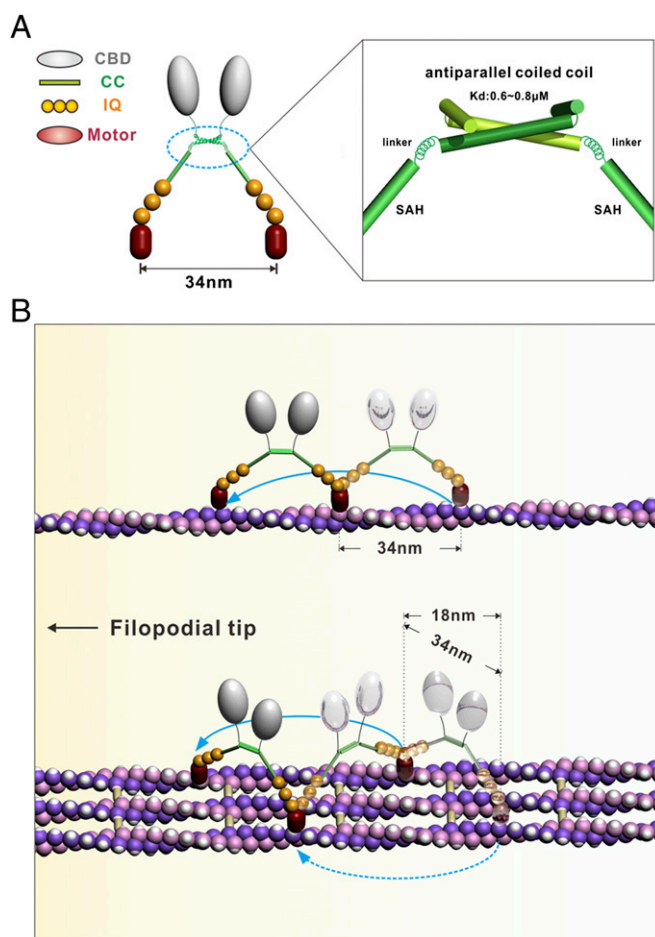 A
CBD
CC
IQ
Motor
34nm
antiparallel coiled coil
Kd:0.6~0.8μM
linker
linker
SAH
SAH
B
34nm
18nm
34nm
Filopodial tip